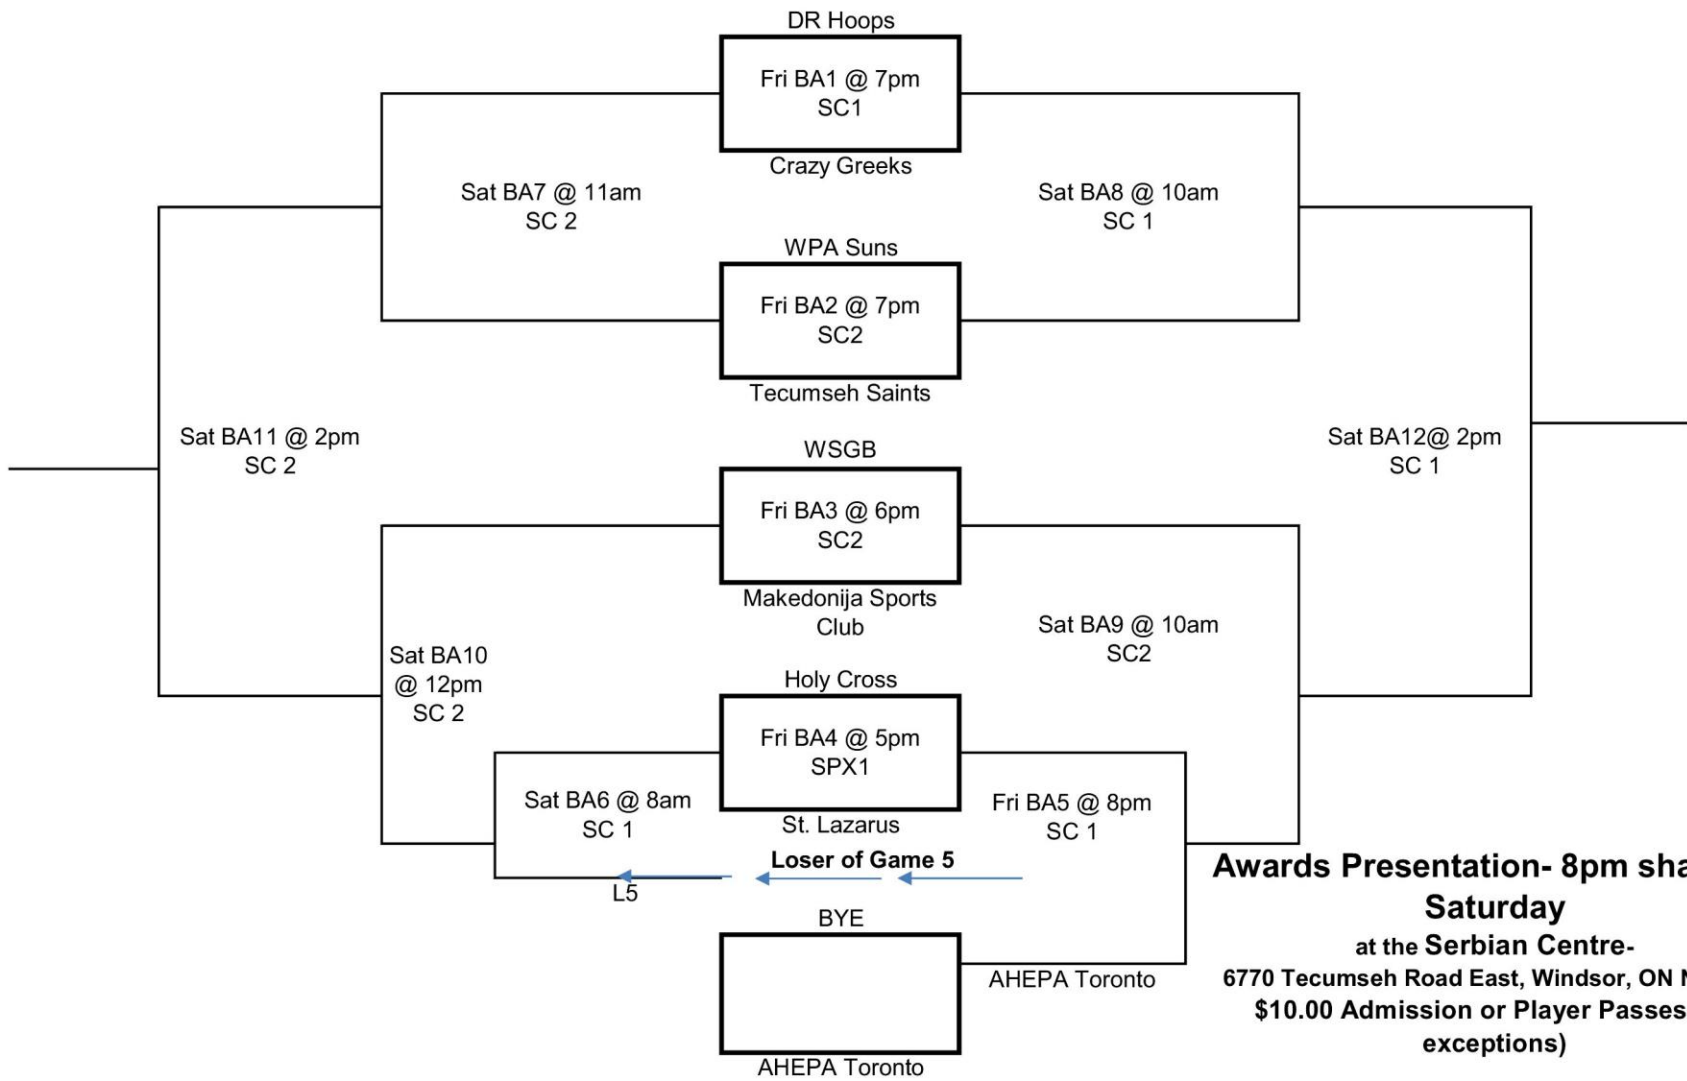 DR Hoops
Fri BA1 @ 7pm
SC1
Crazy Greeks
Sat BA7 @ 11am
SC 2
Sat BA8 @ 10am
SC 1
WPA Suns
Fri BA2 @ 7pm
SC2
Tecumseh Saints
Sat BA11 @ 2pm
SC 2
Sat BA12@ 2pm
SC 1
WSGB
Fri BA3 @ 6pm
SC2
Makedonija Sports
Club
Sat BA9 @ 10am
SC2
Sat BA10
@ 12pm
SC 2
Holy Cross
Fri BA4 @ 5pm
SPX1
St. Lazarus
Sat BA6 @ 8am
SC 1
Fri BA5 @ 8pm
SC 1
Loser of Game 5
L5
BYE
AHEPA Toronto
AHEPA Toronto
Awards Presentation- 8pm
Saturday
at the Serbian Centre-
6770 Tecumseh Road East, Windsor, ON
$10.00 Admission or Player Passes
exceptions)